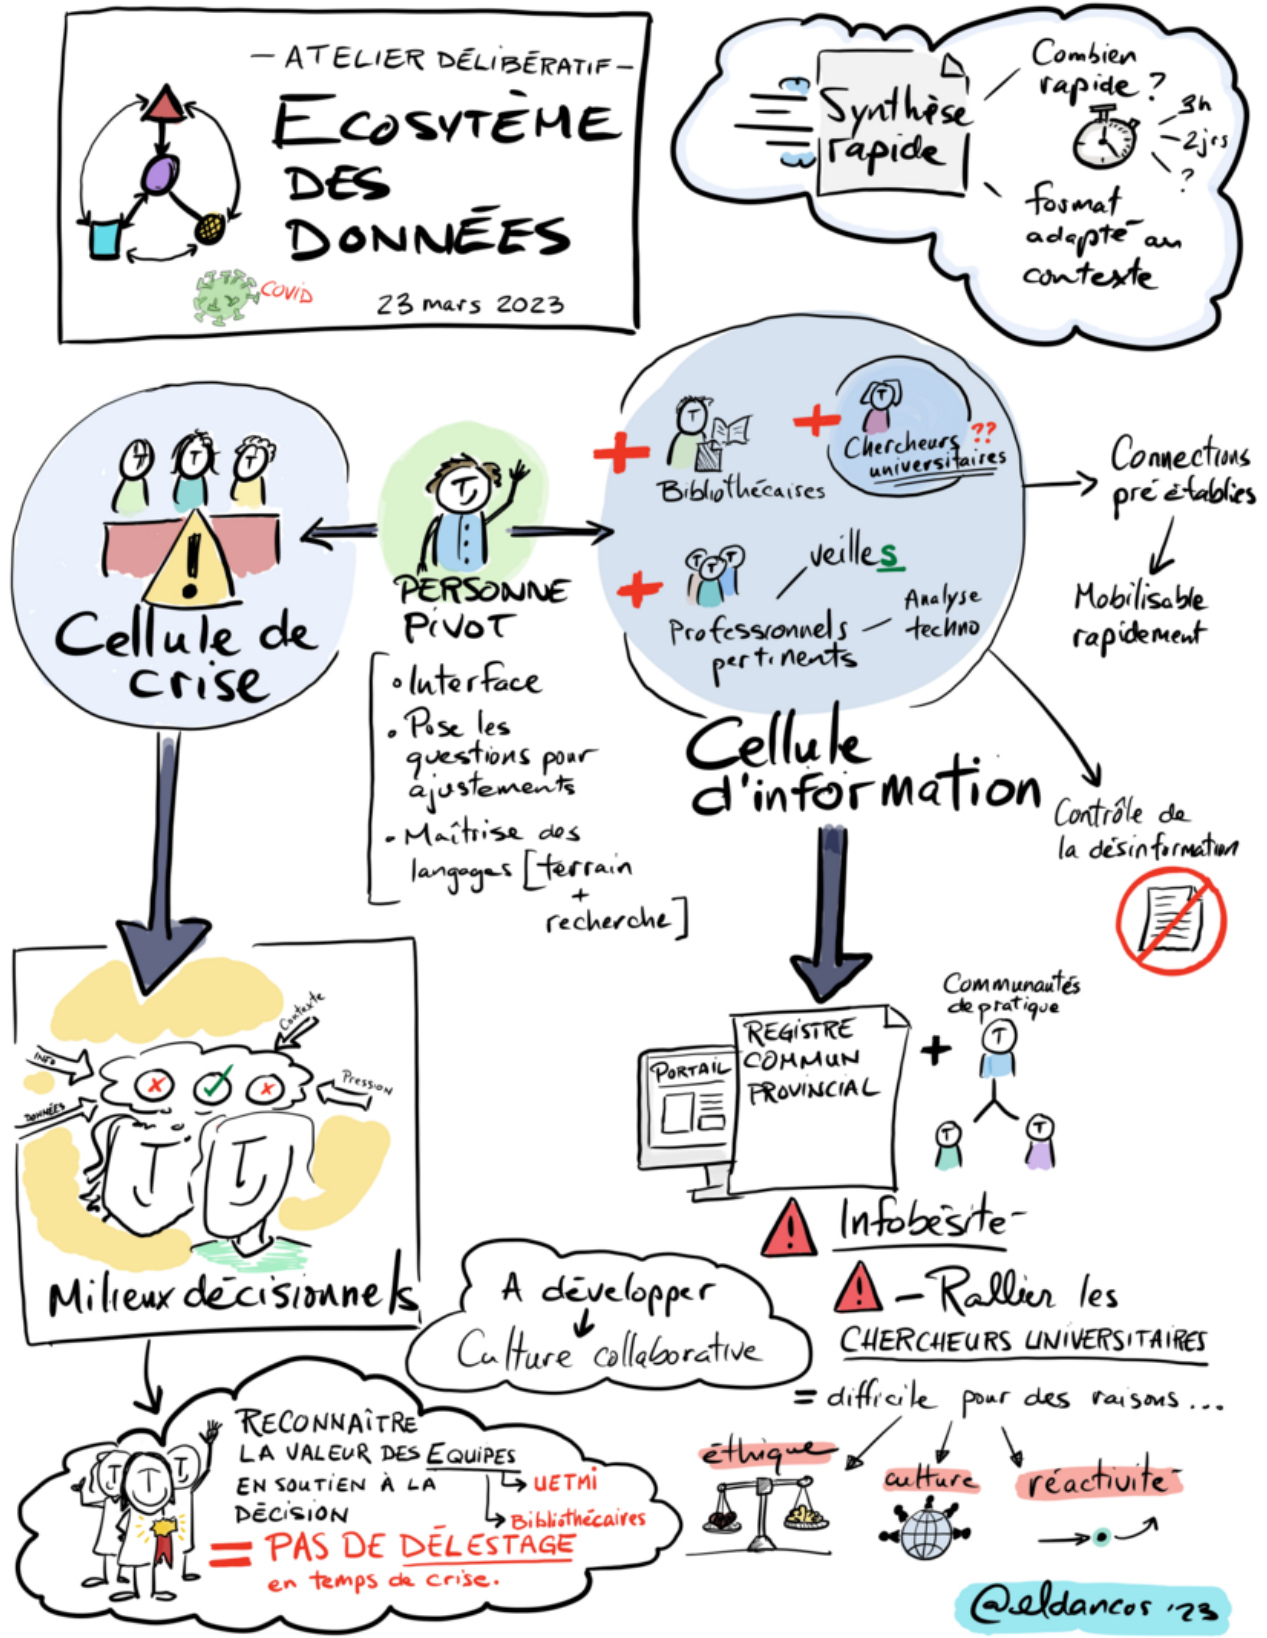 - ATELIER DÉLIBÉRATIF -
ECOSYTÈME
DES
DONNÉES
COVID
23 mars 2023
Synthèse
rapide
Combien
rapide ?
3h
2jrs
?
format
adapté au
contexte
Cellule de
crise
PERSONNE
PIVOT
• Interface
• Pose les
questions pour
ajustements
• Maîtrise des
langages [terrain
+
recherche]
+
Bibliothécaires
+
Chercheurs ??
universitaires
+
Professionnels
pertinents
veilles
Analyse
techno
Cellule
d'information
Connections
pré établies
Mobilisable
rapidement
Contrôle de
la désinformation
INFO
DONNÉES
Contexte
Pression
Milieux décisionnels
PORTAIL
REGISTRE
COMMUN
PROVINCIAL
+
Communautés
de pratique
! Infobésité
! - Rallier les
CHERCHEURS UNIVERSITAIRES
= difficile pour des raisons...
éthique
culture
réactivité
A développer
Culture collaborative
RECONNAÎTRE
LA VALEUR DES EQUIPES
EN SOUTIEN À LA
DÉCISION
UETMI
Bibliothécaires
= PAS DE DÉLESTAGE
en temps de crise.
@eldancos '23